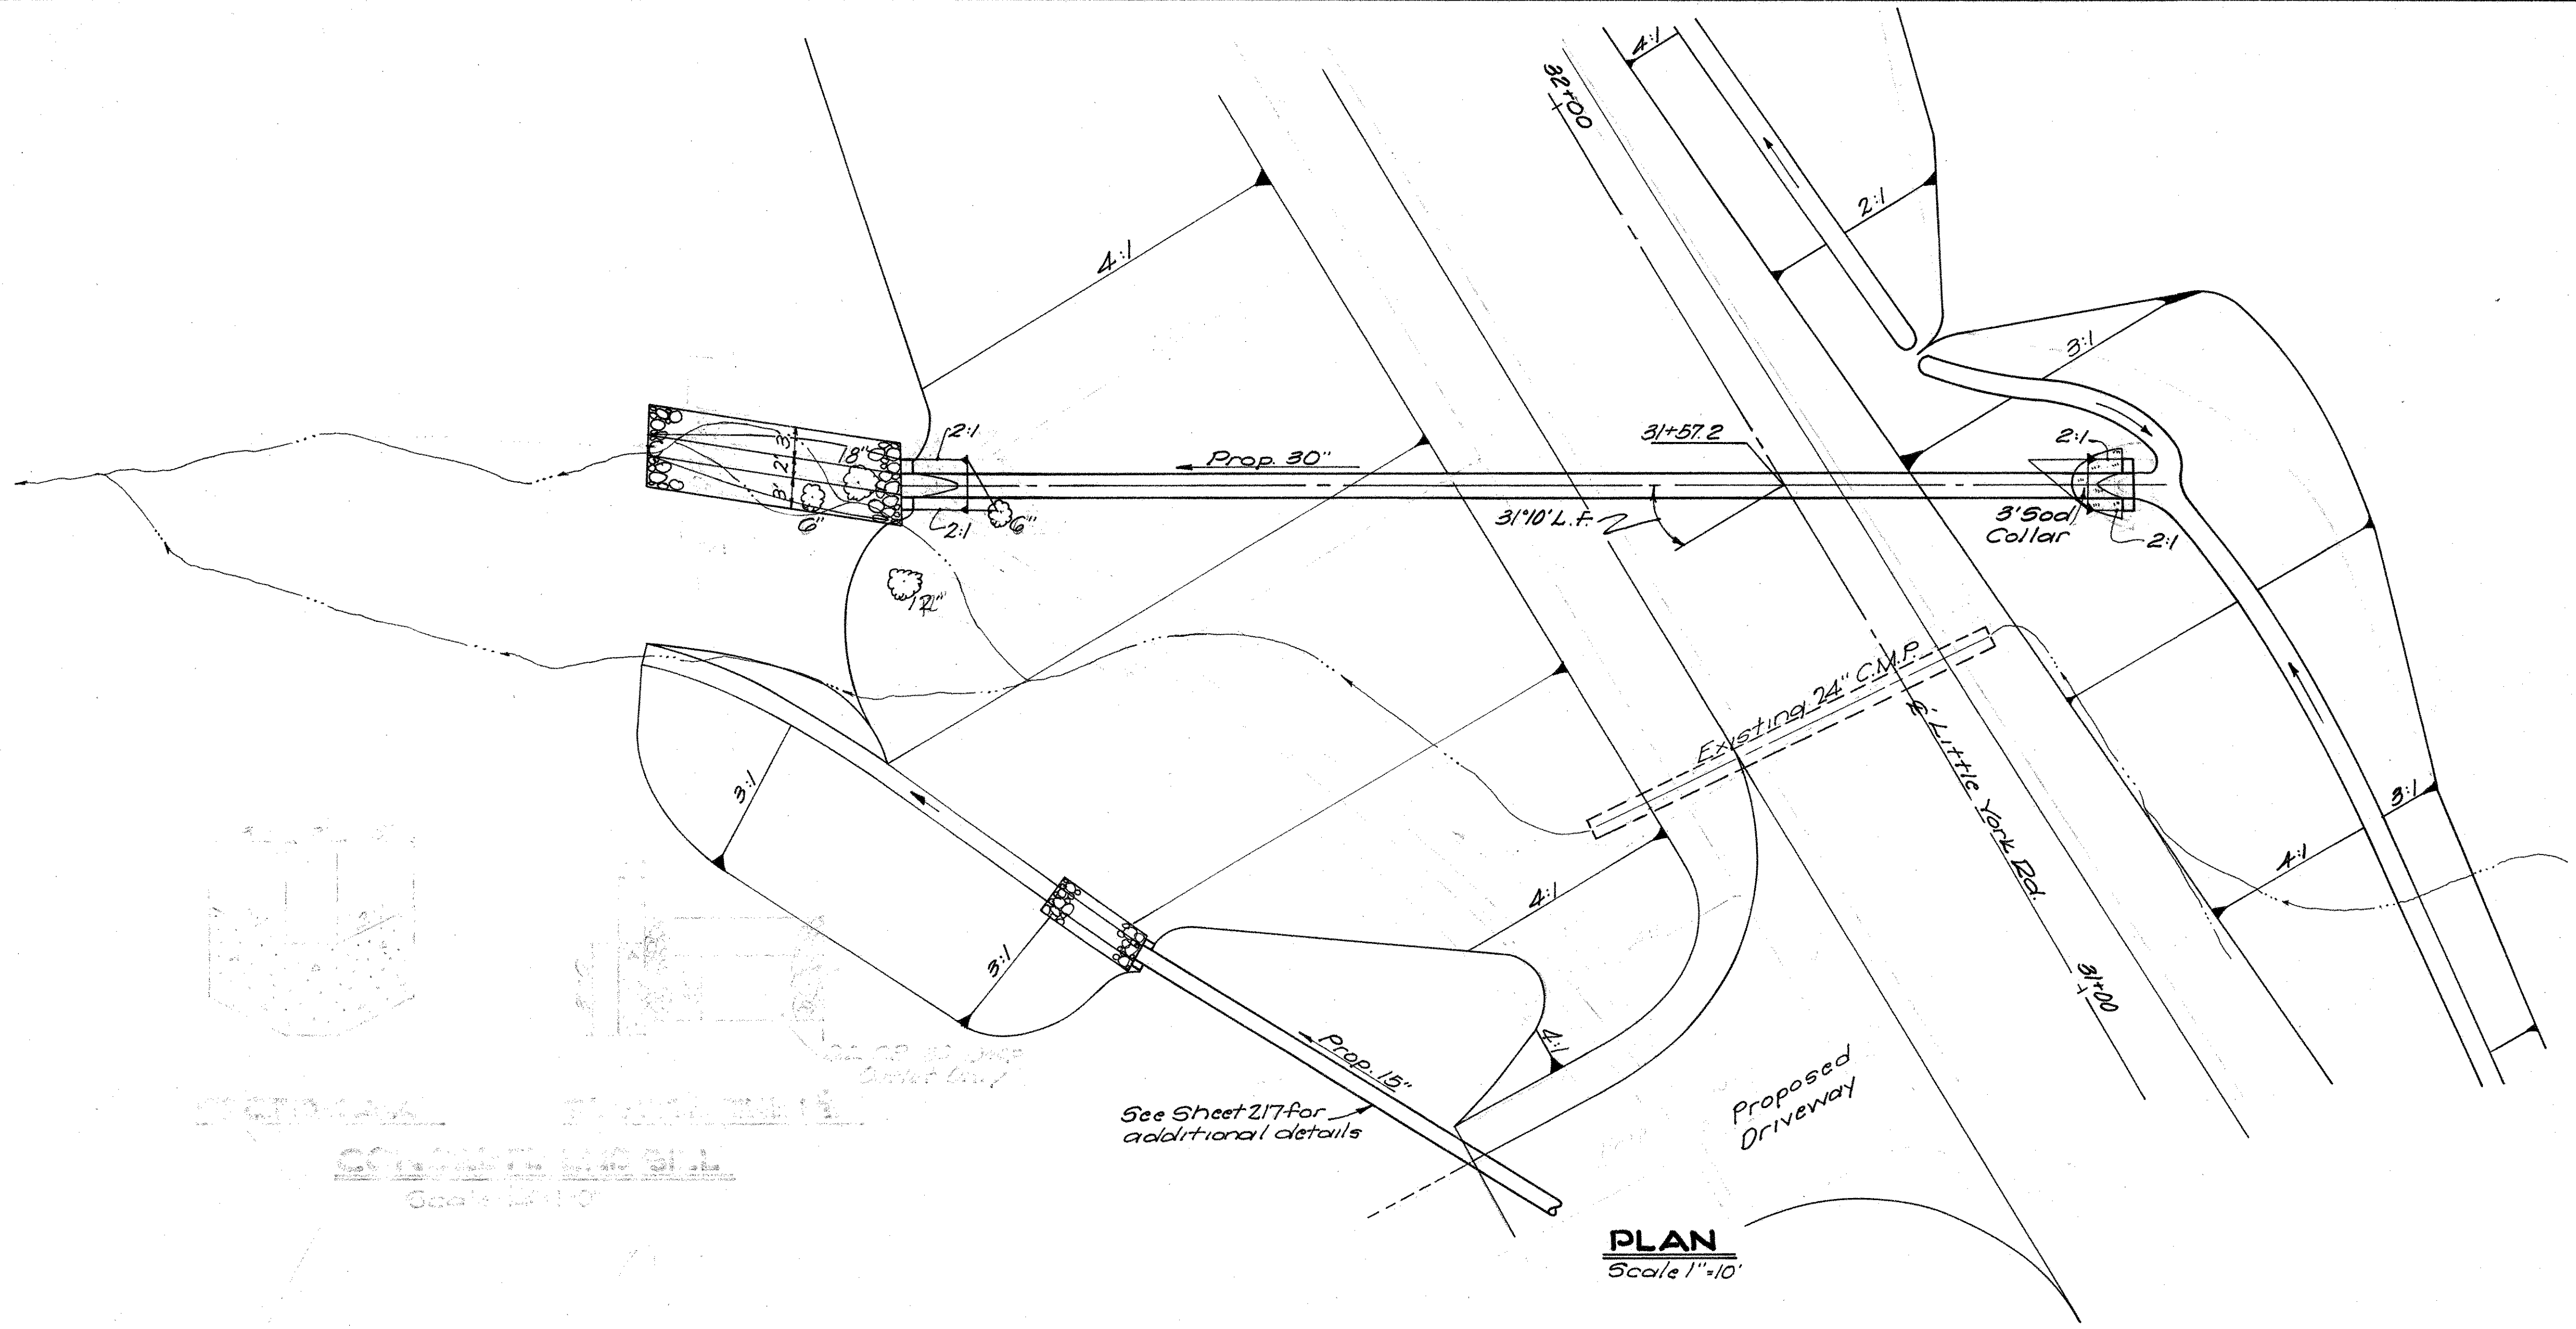 4:1
32+00
2:1
4:1
3:1
2:1
18"
3'
2'
3'
6"
2:1
6"
Prop. 30"
31+57.2
31°10' L.F.
2:1
3' Sod
Collar
2:1
12"
Existing 24" C.M.P.
℄ Little York Rd.
3:1
3:1
4:1
3:1
4:1
31+00
4:1
Prop. 15"
See Sheet 217 for
additional details
Proposed
Driveway
PLAN
Scale 1"=10'